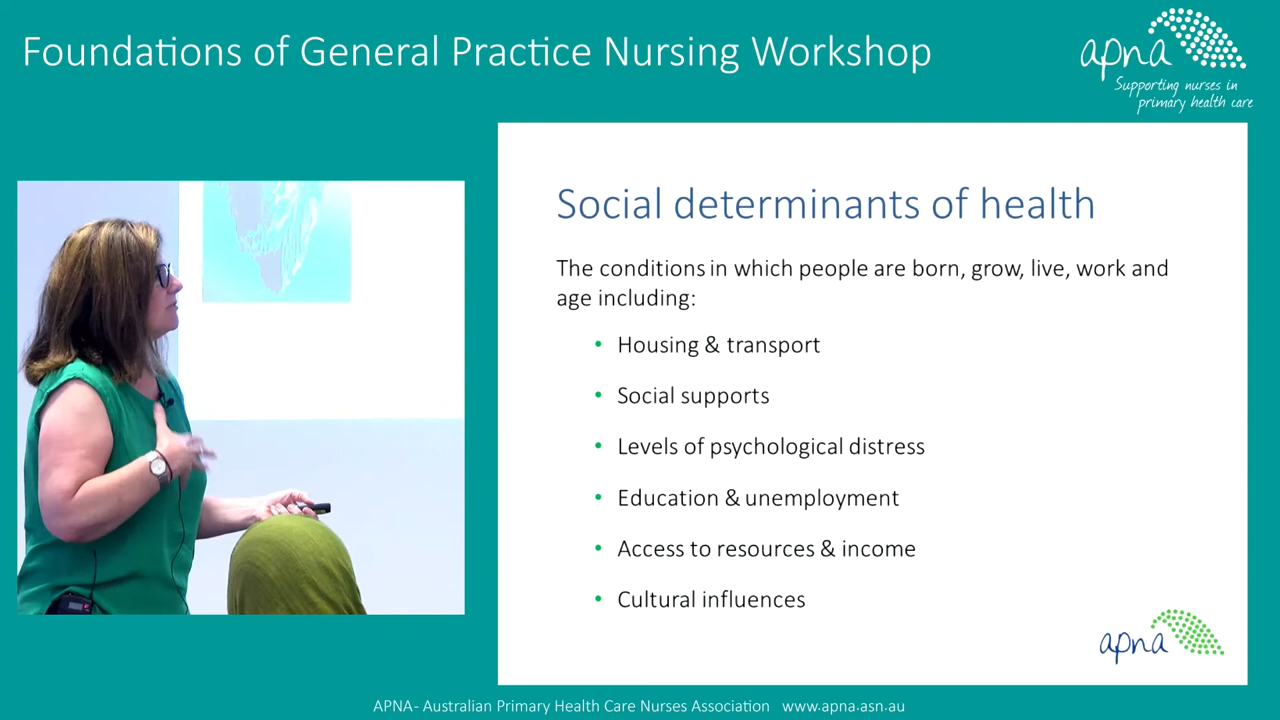 Foundations of General Practice Nursing Workshop
apna
Supporting nurses in
primary health care
Social determinants of health
The conditions in which people are born, grow, live, work and
age including:
• Housing & transport
• Social supports
• Levels of psychological distress
• Education & unemployment
• Access to resources & income
• Cultural influences
apna
APNA- Australian Primary Health Care Nurses Association www.apna.asn.au